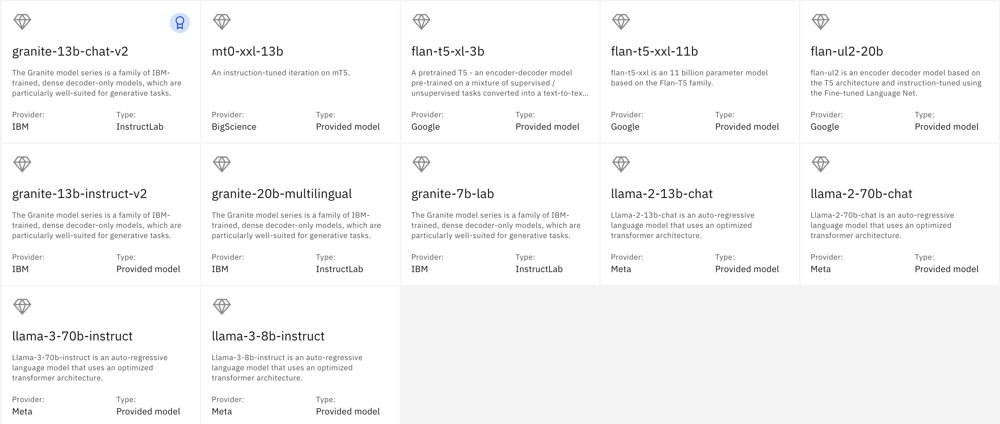 granite-13b-chat-v2
The Granite model series is a family of IBM-
trained, dense decoder-only models, which are
particularly well-suited for generative tasks.
Provider:
IBM
Type:
InstructLab
mt0-xxl-13b
An instruction-tuned iteration on mT5.
Provider:
BigScience
Type:
Provided model
flan-t5-xl-3b
A pretrained T5 - an encoder-decoder model
pre-trained on a mixture of supervised /
unsupervised tasks converted into a text-to-tex...
Provider:
Google
Type:
Provided model
flan-t5-xxl-11b
flan-t5-xxl is an 11 billion parameter model
based on the Flan-T5 family.
Provider:
Google
Type:
Provided model
flan-ul2-20b
flan-ul2 is an encoder decoder model based on
the T5 architecture and instruction-tuned using
the Fine-tuned Language Net.
Provider:
Google
Type:
Provided model
granite-13b-instruct-v2
The Granite model series is a family of IBM-
trained, dense decoder-only models, which are
particularly well-suited for generative tasks.
Provider:
IBM
Type:
Provided model
granite-20b-multilingual
The Granite model series is a family of IBM-
trained, dense decoder-only models, which are
particularly well-suited for generative tasks.
Provider:
IBM
Type:
InstructLab
granite-7b-lab
The Granite model series is a family of IBM-
trained, dense decoder-only models, which are
particularly well-suited for generative tasks.
Provider:
IBM
Type:
InstructLab
llama-2-13b-chat
Llama-2-13b-chat is an auto-regressive
language model that uses an optimized
transformer architecture.
Provider:
Meta
Type:
Provided model
llama-2-70b-chat
Llama-2-70b-chat is an auto-regressive
language model that uses an optimized
transformer architecture.
Provider:
Meta
Type:
Provided model
llama-3-70b-instruct
Llama-3-70b-instruct is an auto-regressive
language model that uses an optimized
transformer architecture.
Provider:
Meta
Type:
Provided model
llama-3-8b-instruct
Llama-3-8b-instruct is an auto-regressive
language model that uses an optimized
transformer architecture.
Provider:
Meta
Type:
Provided model